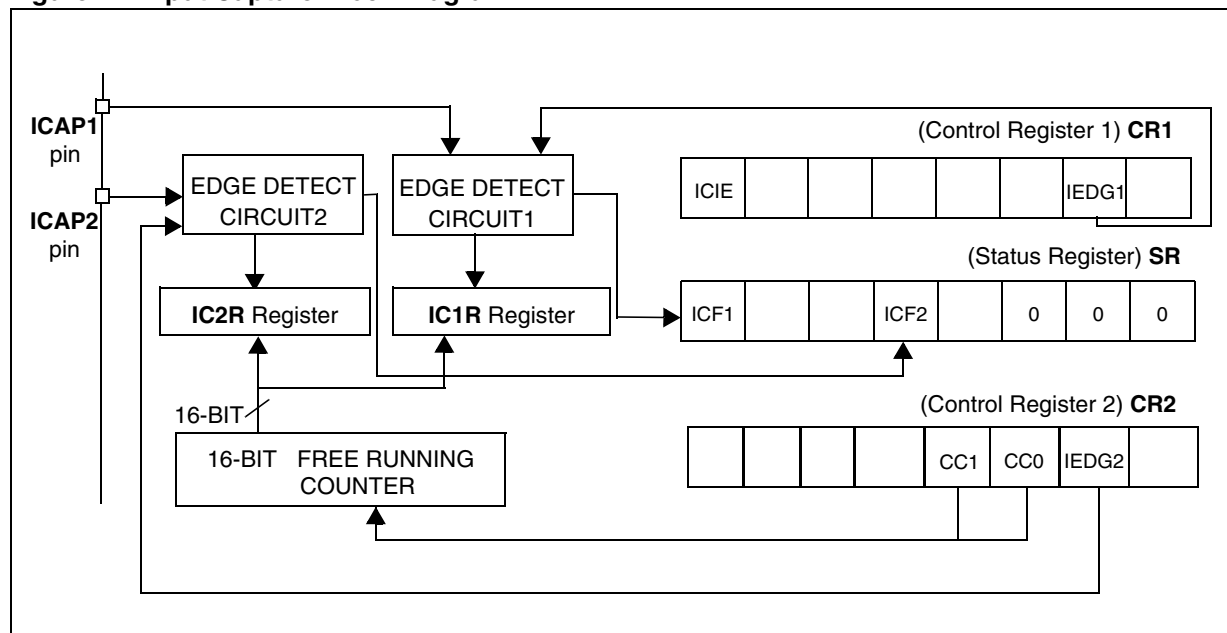 ICAP1
pin
ICAP2
pin
EDGE DETECT
CIRCUIT2
EDGE DETECT
CIRCUIT1
IC2R Register
IC1R Register
16-BIT
16-BIT FREE RUNNING
COUNTER
(Control Register 1) CR1
ICIE IEDG1
(Status Register) SR
ICF1 ICF2 0 0 0
(Control Register 2) CR2
CC1 CC0 IEDG2